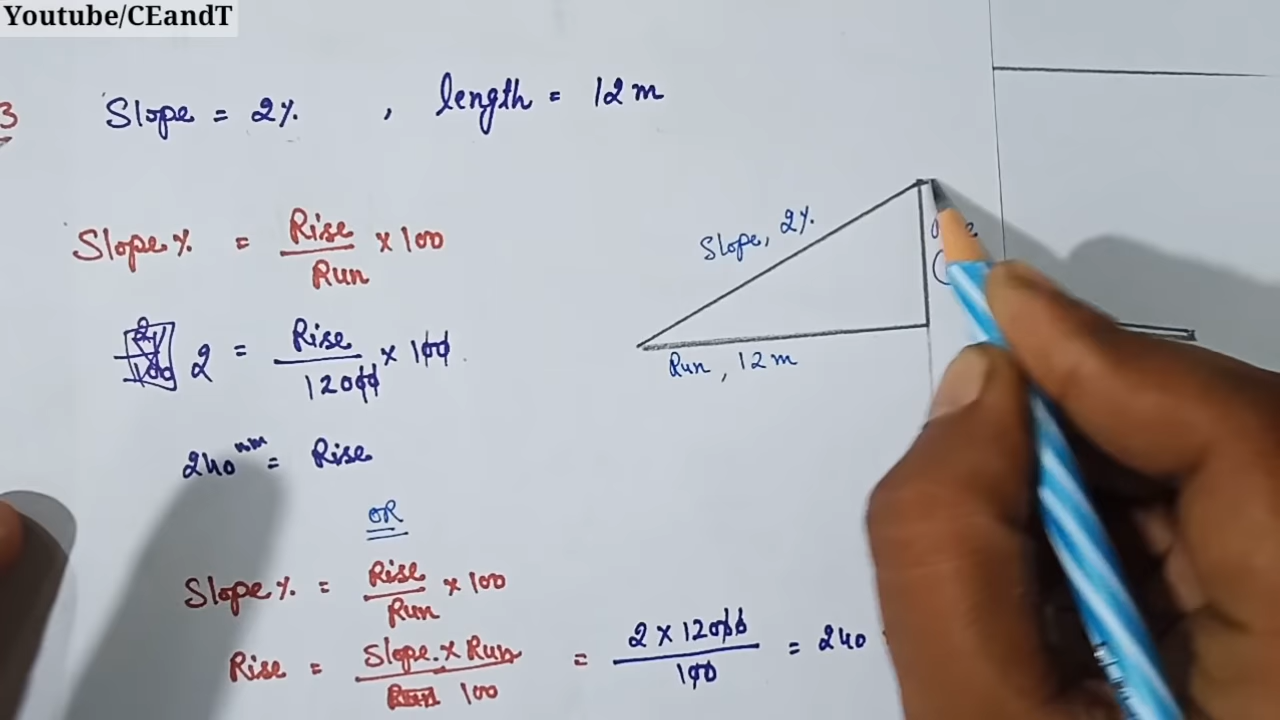 Youtube/CEandT
3
Slope = 2% , length = 12 m
Slope % = Rise / Run × 100
2 = Rise / 12000 × 100
240 mm = Rise
OR
Slope % = Rise / Run × 100
Rise = Slope × Run / 100 = 2 × 12000 / 100 = 240
Slope, 2%
Run, 12 m